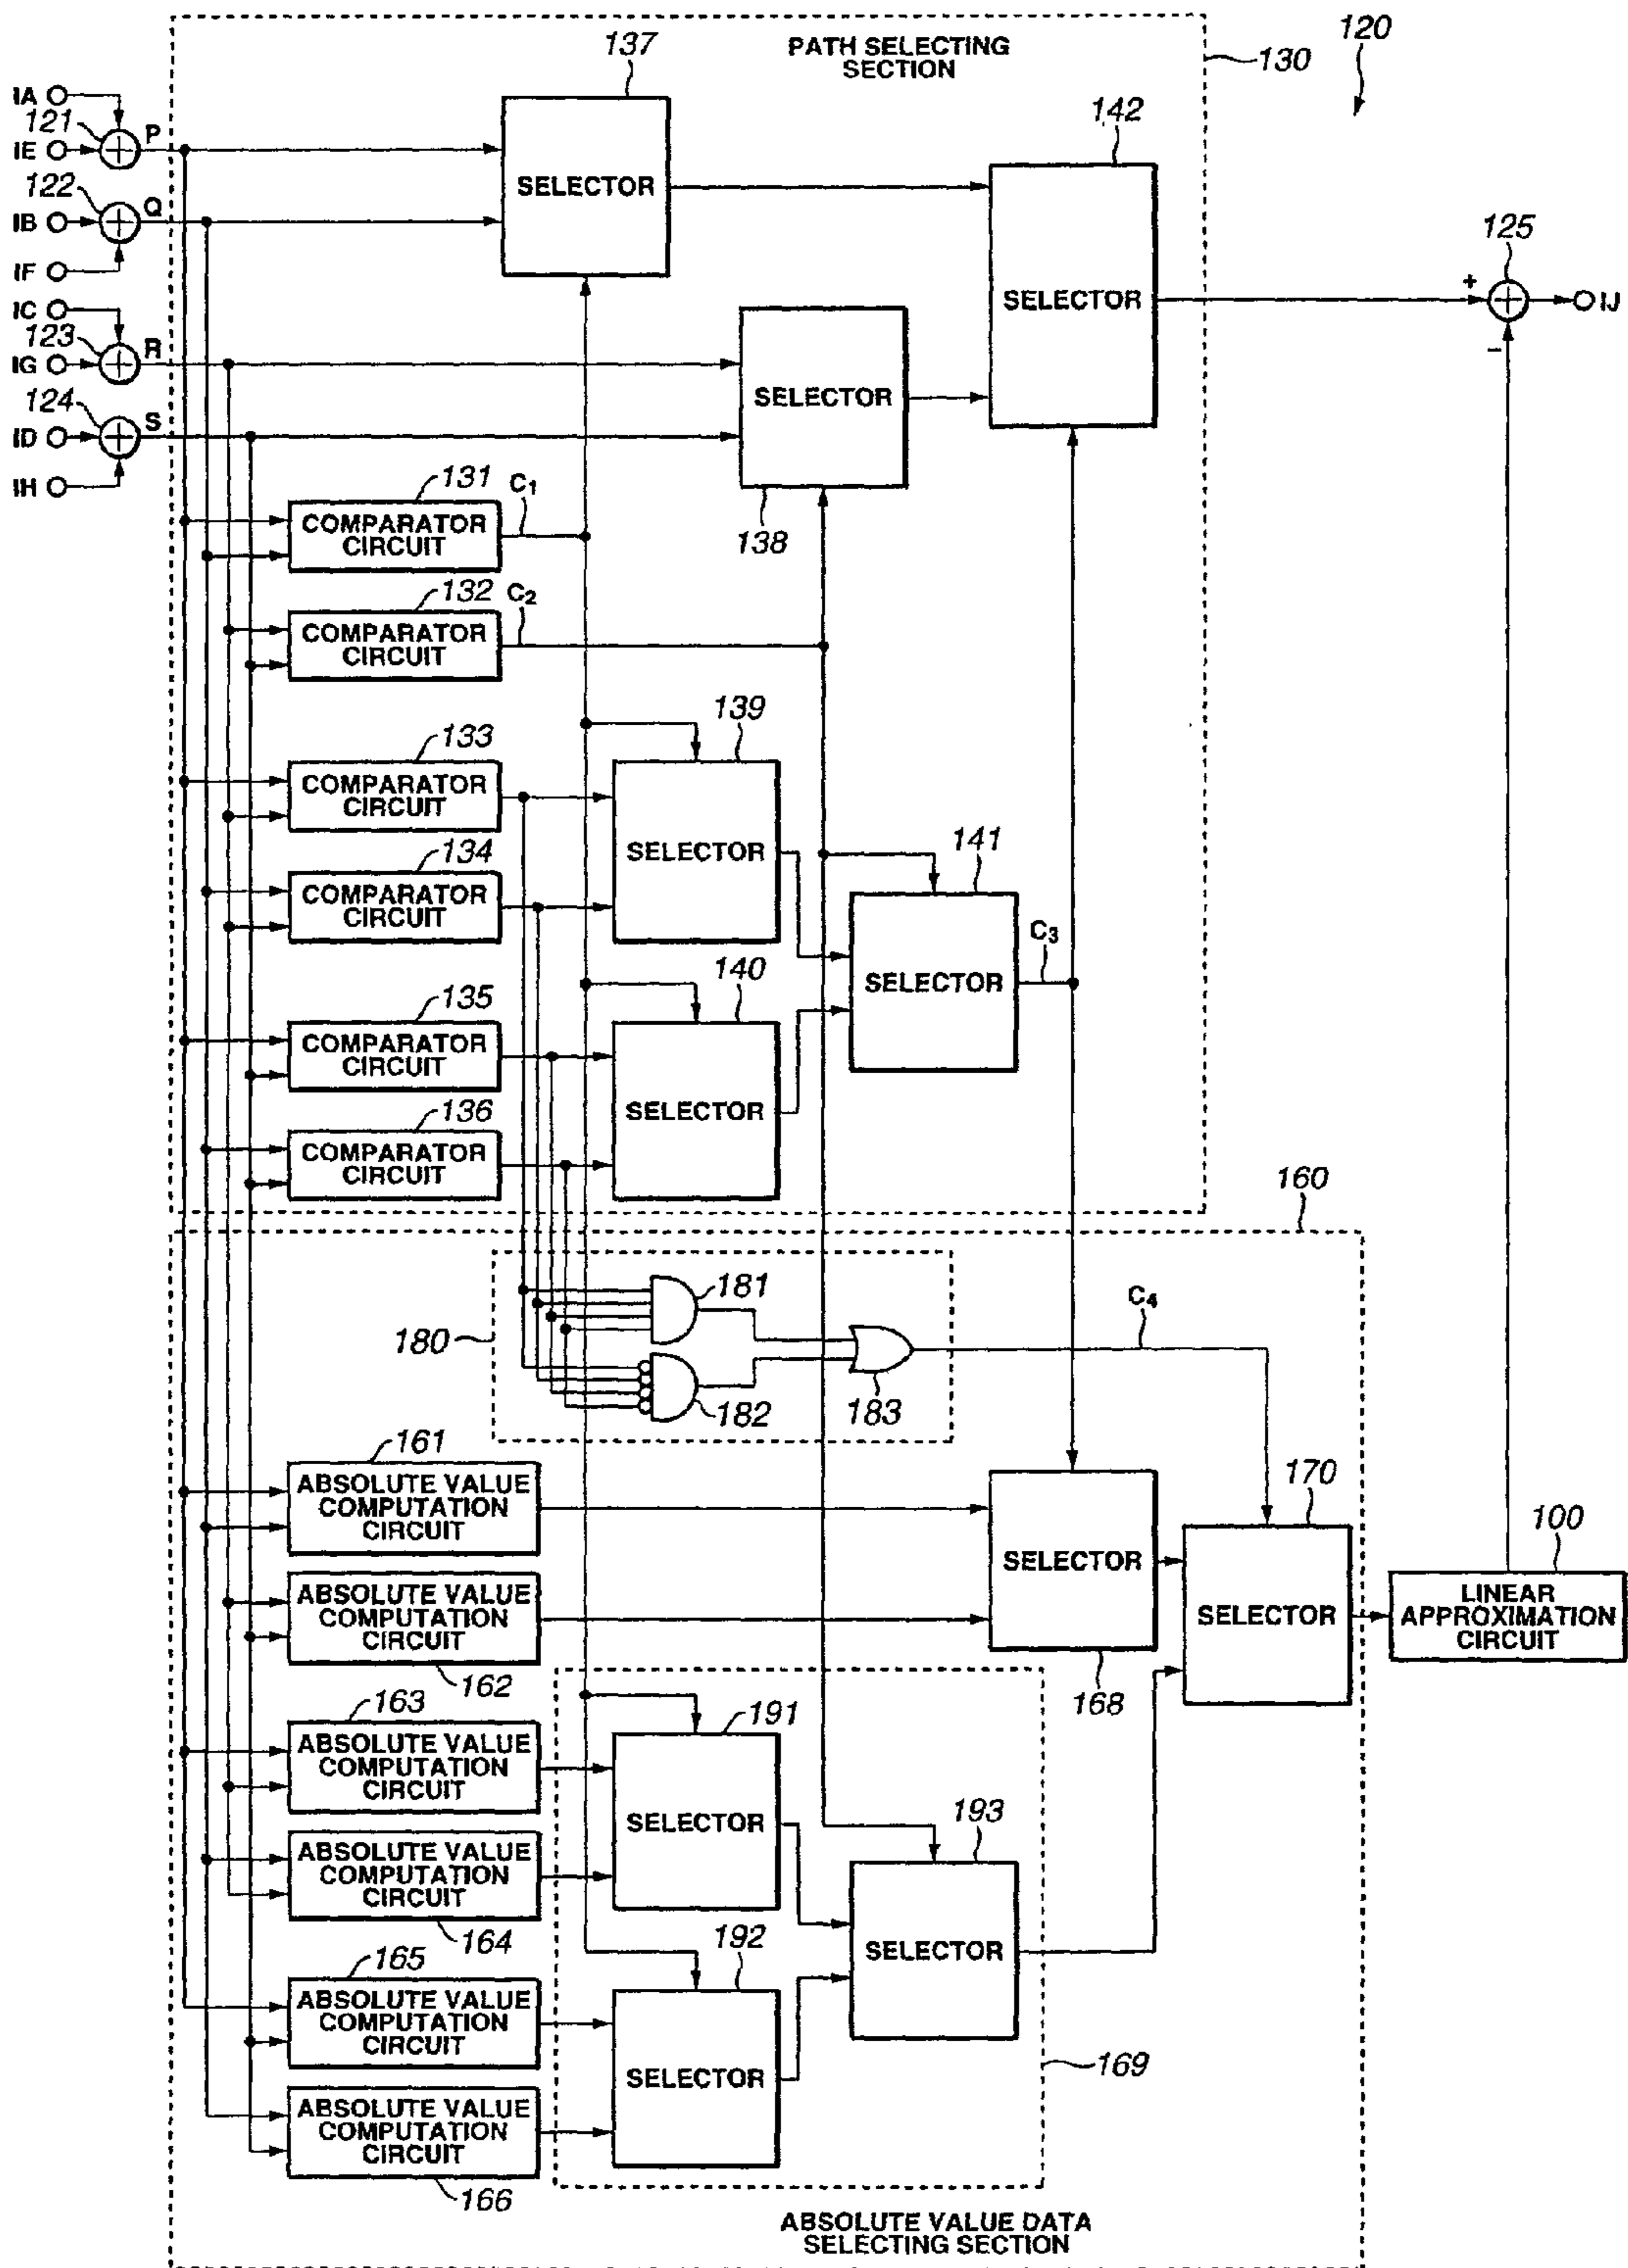 120
137
PATH SELECTING
SECTION
130
142
IA
121
P
IE
SELECTOR
122
Q
IB
IF
125
SELECTOR
+
IJ
IC
123
R
IG
–
SELECTOR
124
S
ID
IH
131
C1
COMPARATOR
CIRCUIT
138
132
C2
COMPARATOR
CIRCUIT
139
133
COMPARATOR
CIRCUIT
SELECTOR
141
134
COMPARATOR
CIRCUIT
C3
140
SELECTOR
135
COMPARATOR
CIRCUIT
SELECTOR
136
COMPARATOR
CIRCUIT
160
181
C4
180
182
183
161
ABSOLUTE VALUE
COMPUTATION
CIRCUIT
170
100
SELECTOR
ABSOLUTE VALUE
COMPUTATION
CIRCUIT
SELECTOR
LINEAR
APPROXIMATION
CIRCUIT
162
168
163
191
ABSOLUTE VALUE
COMPUTATION
CIRCUIT
SELECTOR
193
ABSOLUTE VALUE
COMPUTATION
CIRCUIT
164
192
SELECTOR
165
ABSOLUTE VALUE
COMPUTATION
CIRCUIT
SELECTOR
169
ABSOLUTE VALUE
COMPUTATION
CIRCUIT
166
ABSOLUTE VALUE DATA
SELECTING SECTION